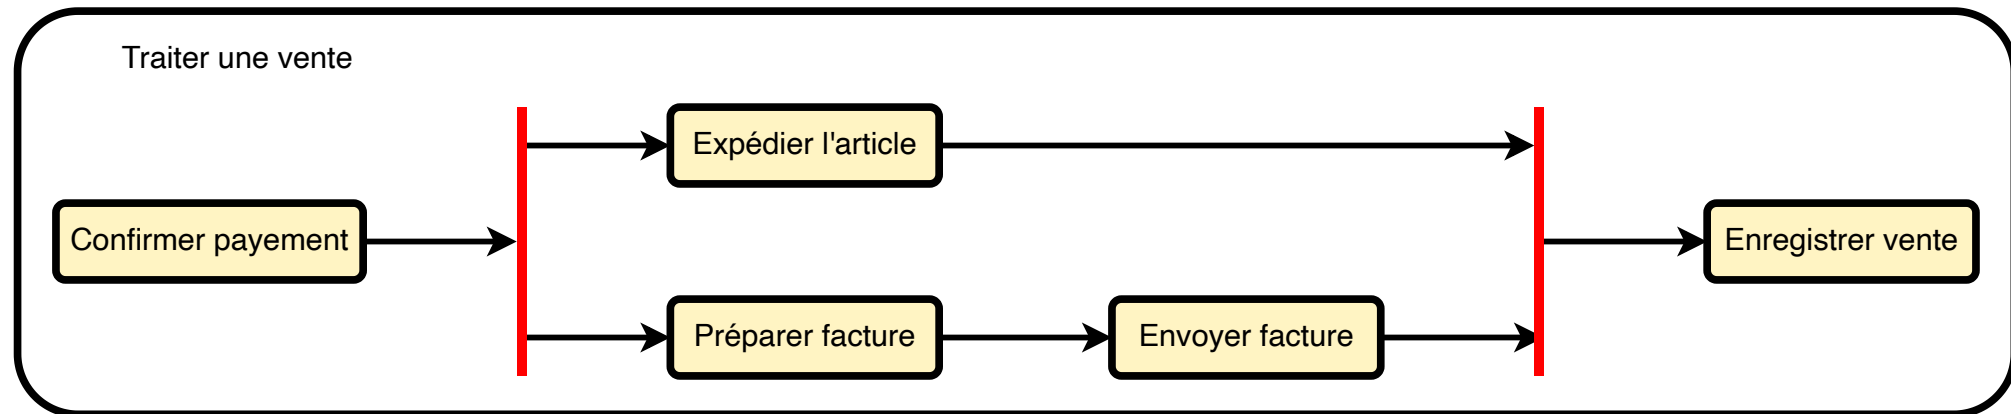 Traiter une vente
Confirmer payement
Expédier l'article
Préparer facture
Envoyer facture
Enregistrer vente